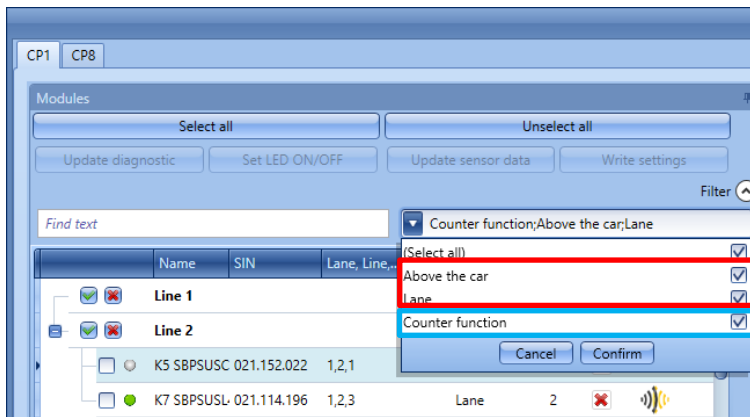 CP1 CP8
Modules
Select all Unselect all
Update diagnostic Set LED ON/OFF Update sensor data Write settings
Filter
Find text Counter function;Above the car;Lane
(Select all)
Name SIN Lane, Line,..
Above the car
Line 1 Lane
Line 2 Counter function
Cancel Confirm
K5 SBPSUSC 021.152.022 1,2,1
K7 SBPSUSL 021.114.196 1,2,3 Lane 2